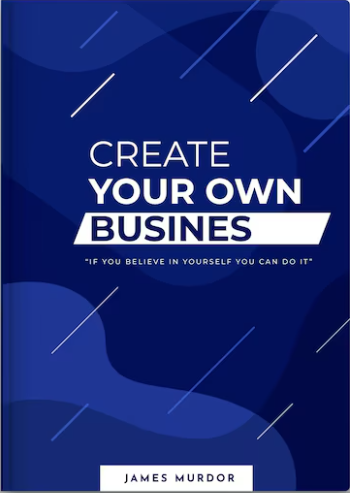 CREATE
YOUR OWN
BUSINES
"IF YOU BELIEVE IN YOURSELF YOU CAN DO IT"
JAMES MURDOR